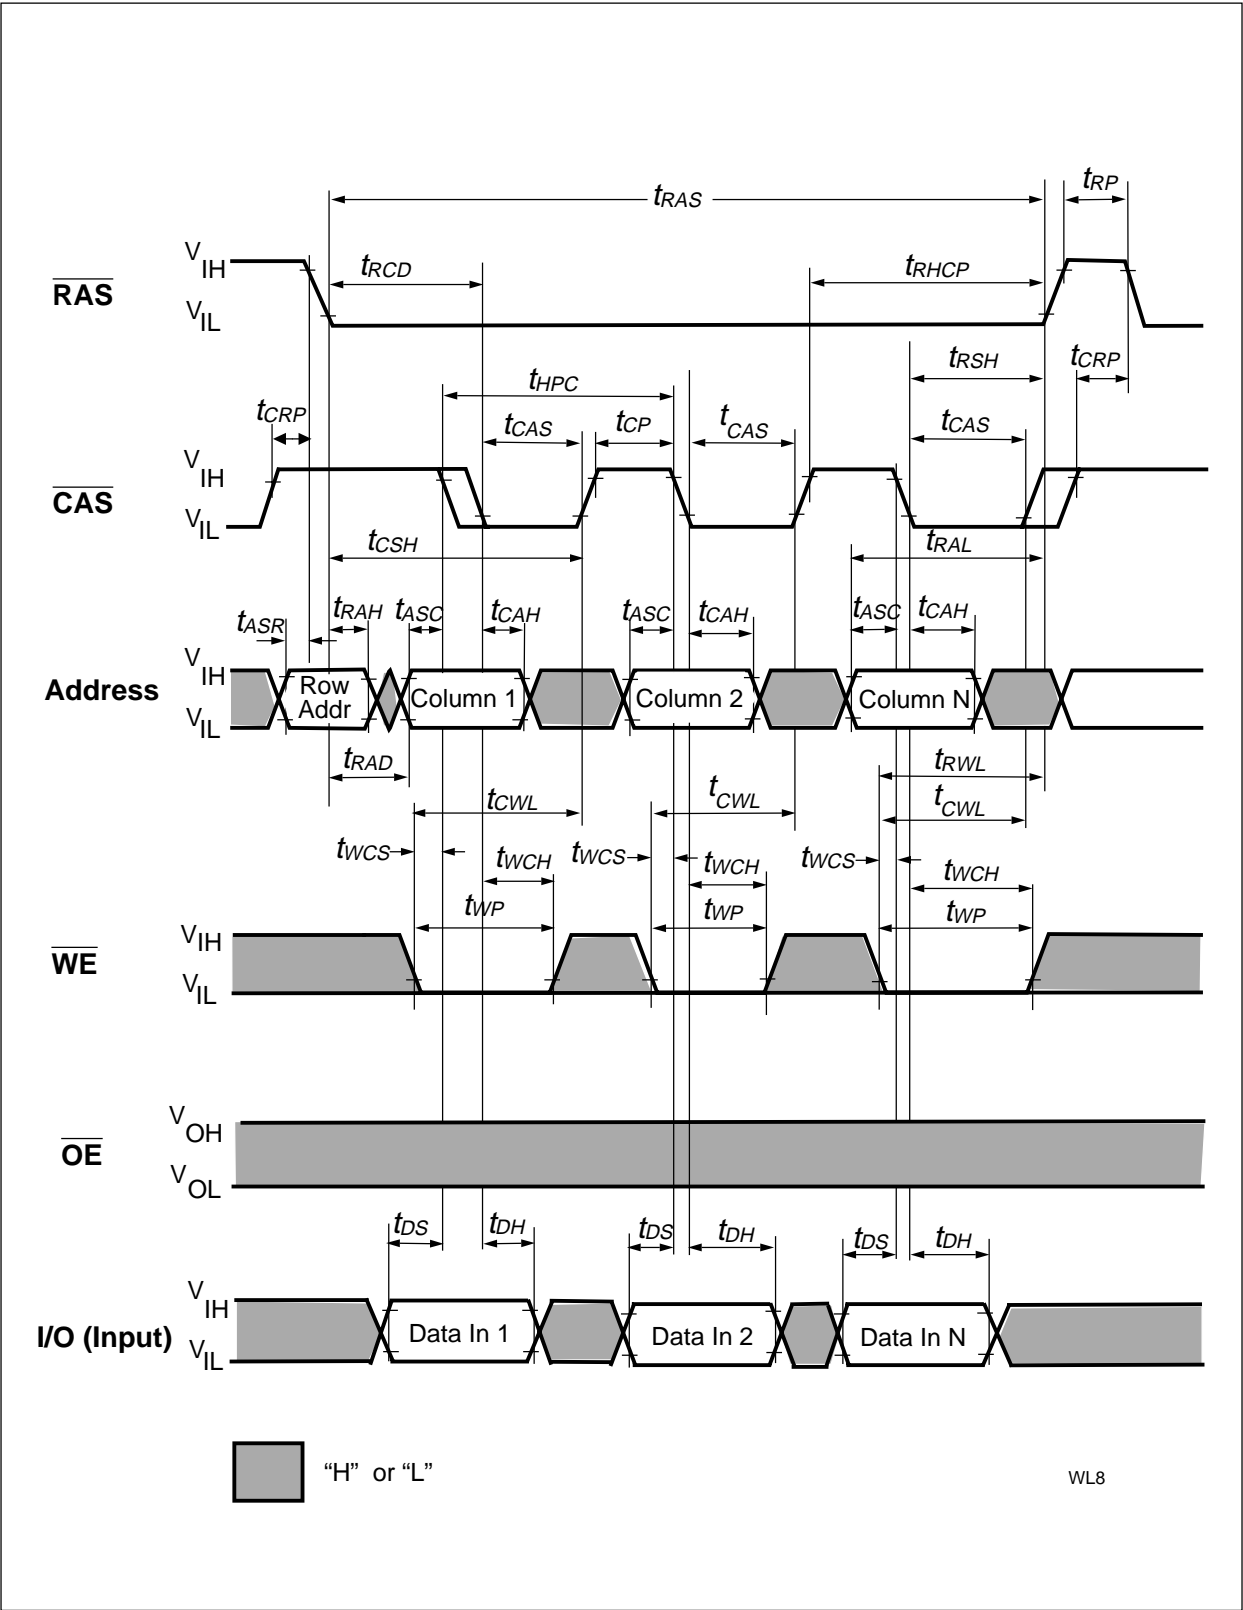 tRAS
tRP
VIH
tRCD
tRHCP
RAS
VIL
tRSH
tCRP
tHPC
tCRP
tCAS
tCP
tCAS
tCAS
VIH
CAS
VIL
tCSH
tRAL
tASR
tRAH
tASC
tCAH
tASC
tCAH
tASC
tCAH
VIH
Address
Row Addr
Column 1
Column 2
Column N
VIL
tRAD
tRWL
tCWL
tCWL
tCWL
tWCS
tWCH
tWCS
tWCH
tWCS
tWCH
tWP
tWP
tWP
VIH
WE
VIL
VOH
OE
VOL
tDS
tDH
tDS
tDH
tDS
tDH
VIH
I/O (Input)
Data In 1
Data In 2
Data In N
VIL
“H” or “L”
WL8